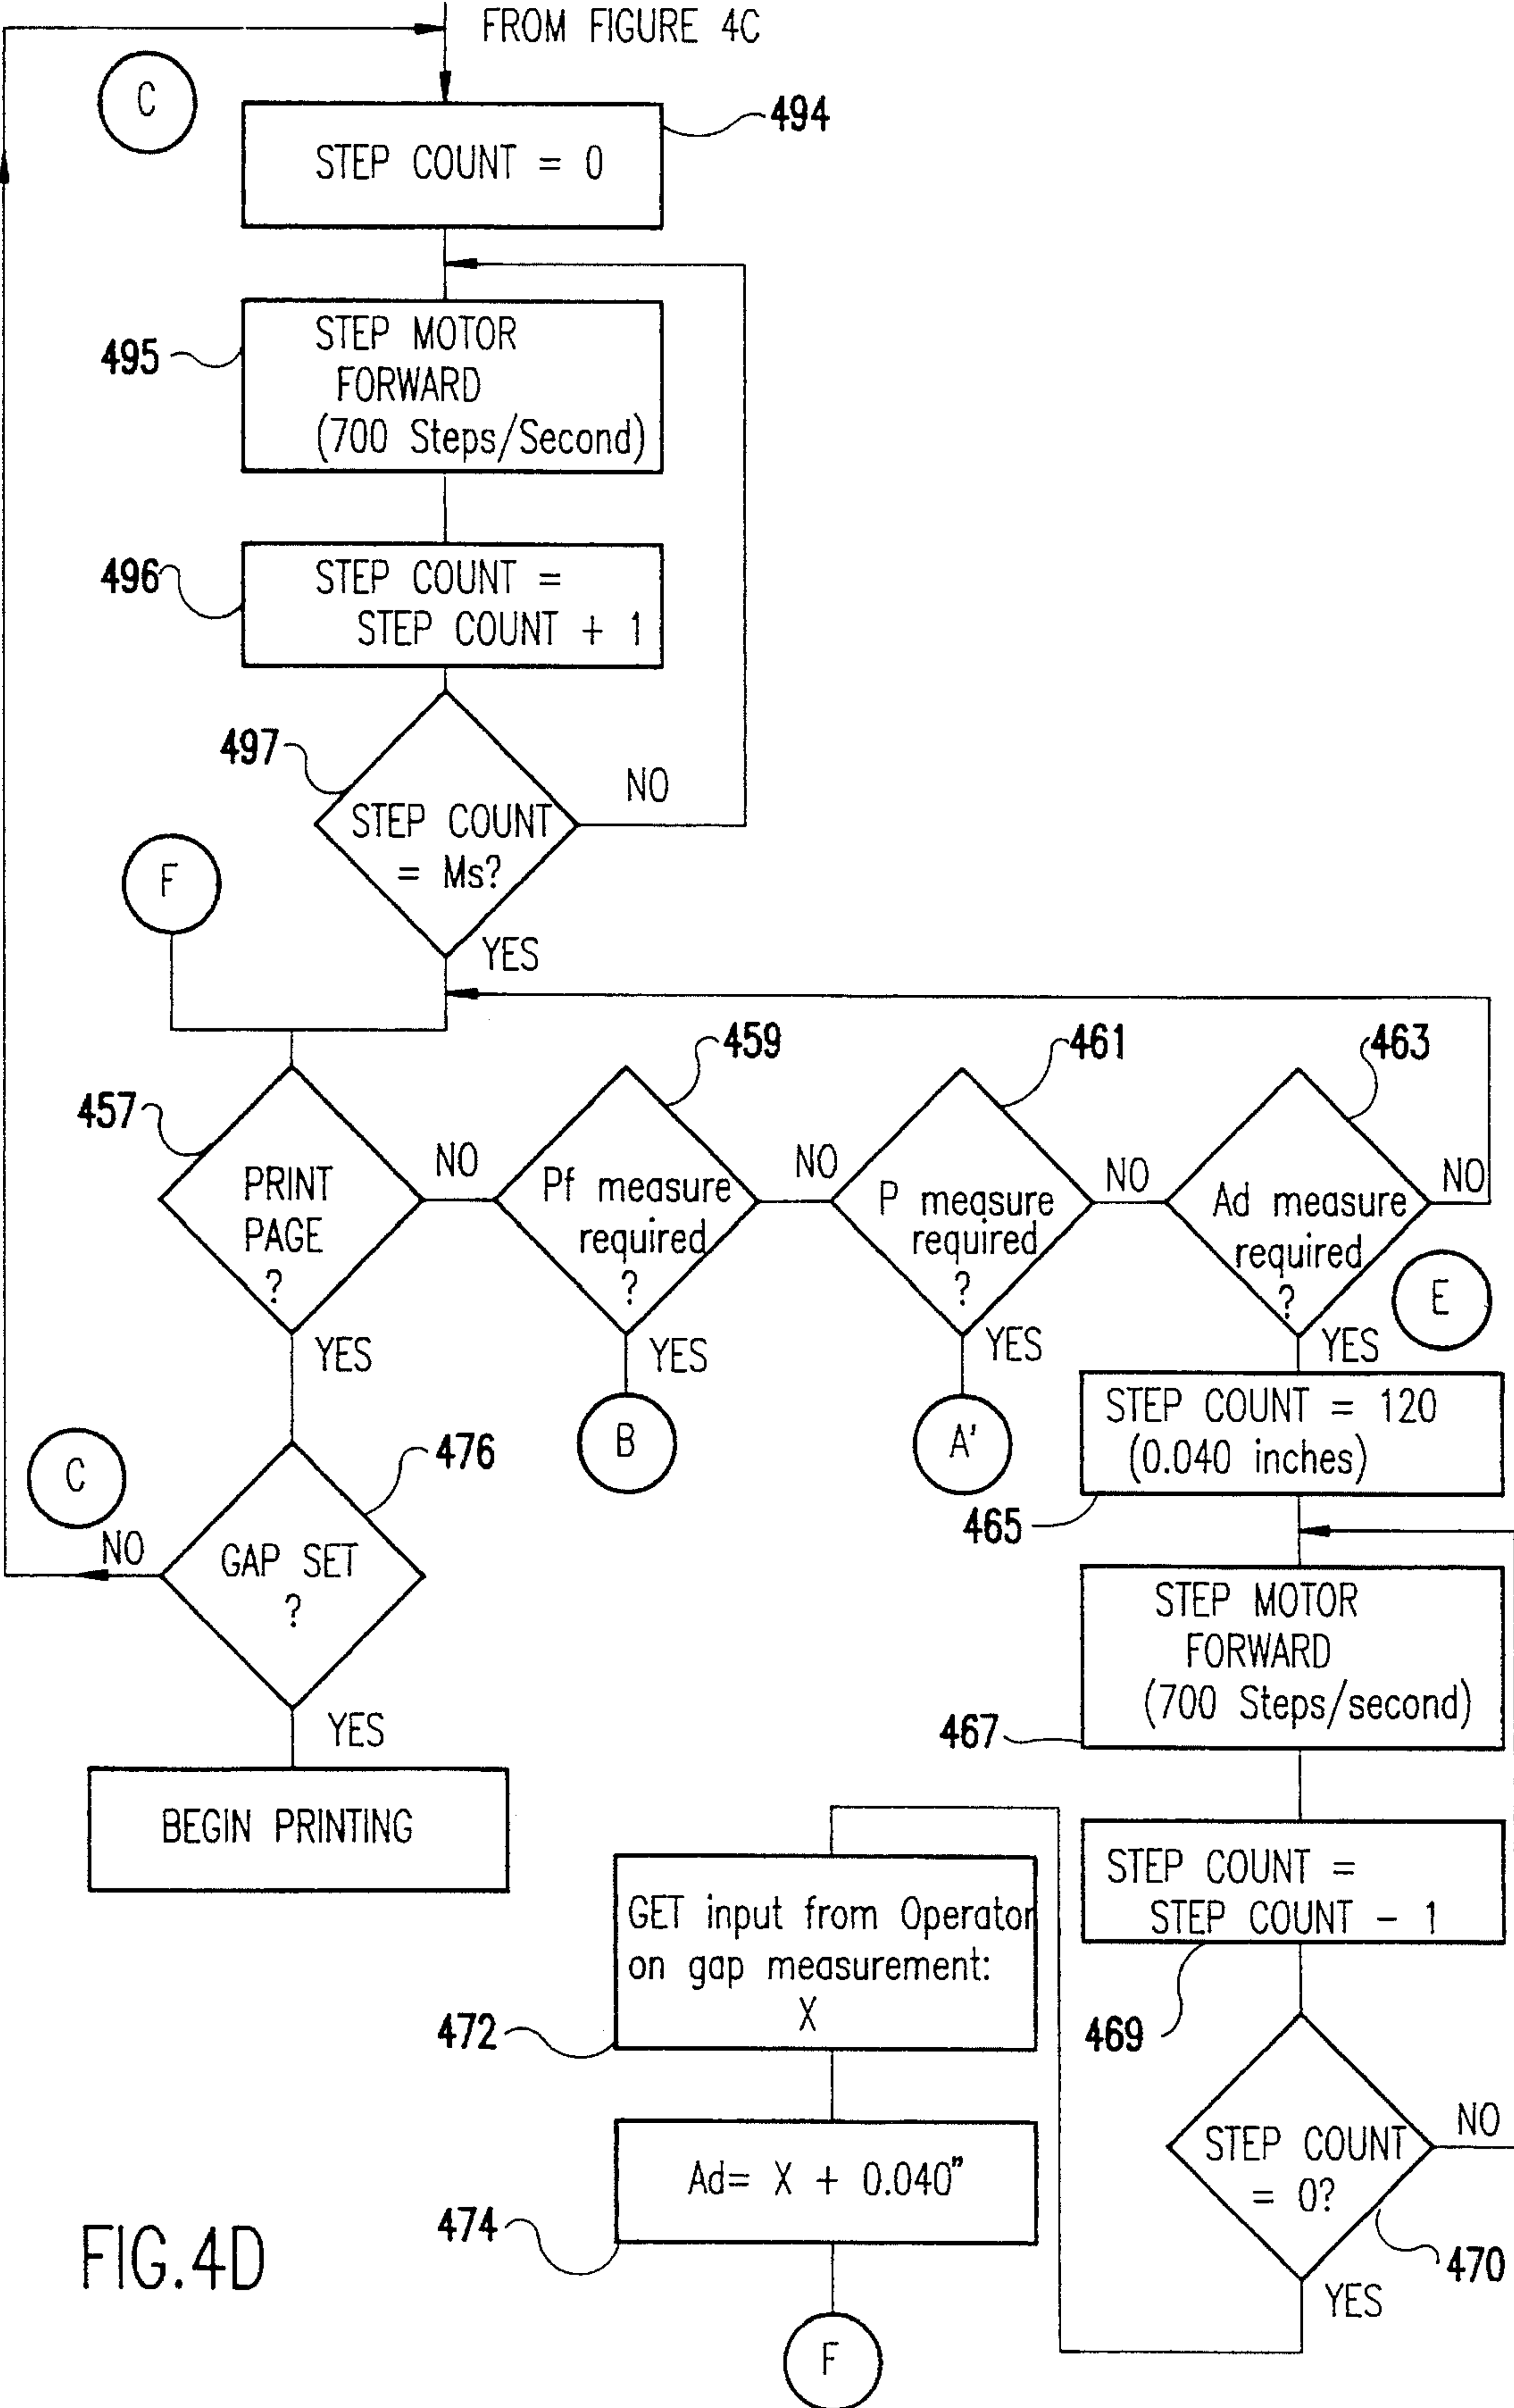 FROM FIGURE 4C
C
494
STEP COUNT = 0
495
STEP MOTOR
FORWARD
(700 Steps/Second)
496
STEP COUNT =
STEP COUNT + 1
497
STEP COUNT
= Ms?
NO
YES
F
457
PRINT
PAGE
?
NO
YES
459
Pf measure
required
?
NO
YES
B
461
P measure
required
?
NO
YES
A'
463
Ad measure
required
?
NO
YES
E
465
STEP COUNT = 120
(0.040 inches)
C
476
GAP SET
?
NO
YES
BEGIN PRINTING
467
STEP MOTOR
FORWARD
(700 Steps/second)
469
STEP COUNT =
STEP COUNT - 1
470
STEP COUNT
= 0?
NO
YES
472
GET input from Operator
on gap measurement:
X
474
Ad= X + 0.040"
F
FIG.4D